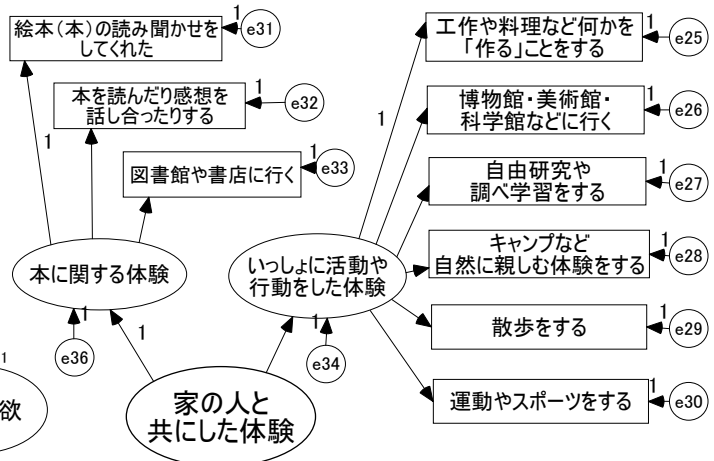 絵本(本)の読み聞かせを
してくれた
1
e31
本を読んだり感想を
話し合ったりする
1
e32
図書館や書店に行く
1
e33
1
本に関する体験
1
e36
1
家の人と
共にした体験
いっしょに活動や
行動をした体験
1
e34
1
工作や料理など何かを
「作る」ことをする
1
e25
博物館・美術館・
科学館などに行く
1
e26
自由研究や
調べ学習をする
1
e27
キャンプなど
自然に親しむ体験をする
1
e28
散歩をする
1
e29
運動やスポーツをする
1
e30
1
欲